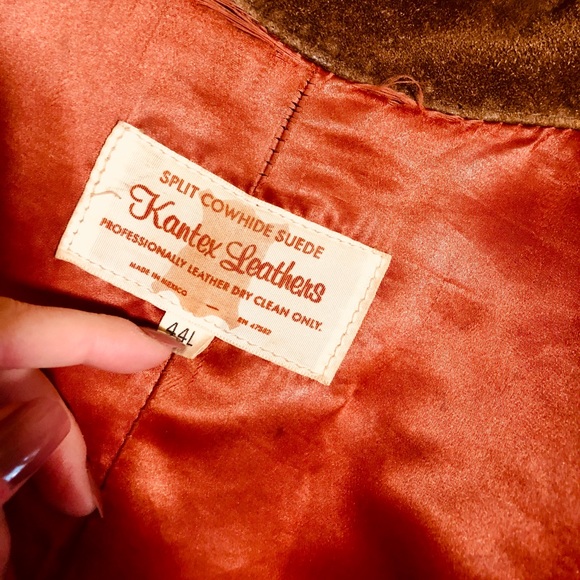 SPLIT COWHIDE SUEDE
Kantex Leathers
PROFESSIONALLY LEATHER DRY CLEAN ONLY.
MADE IN MEXICO
RN 47582
44L